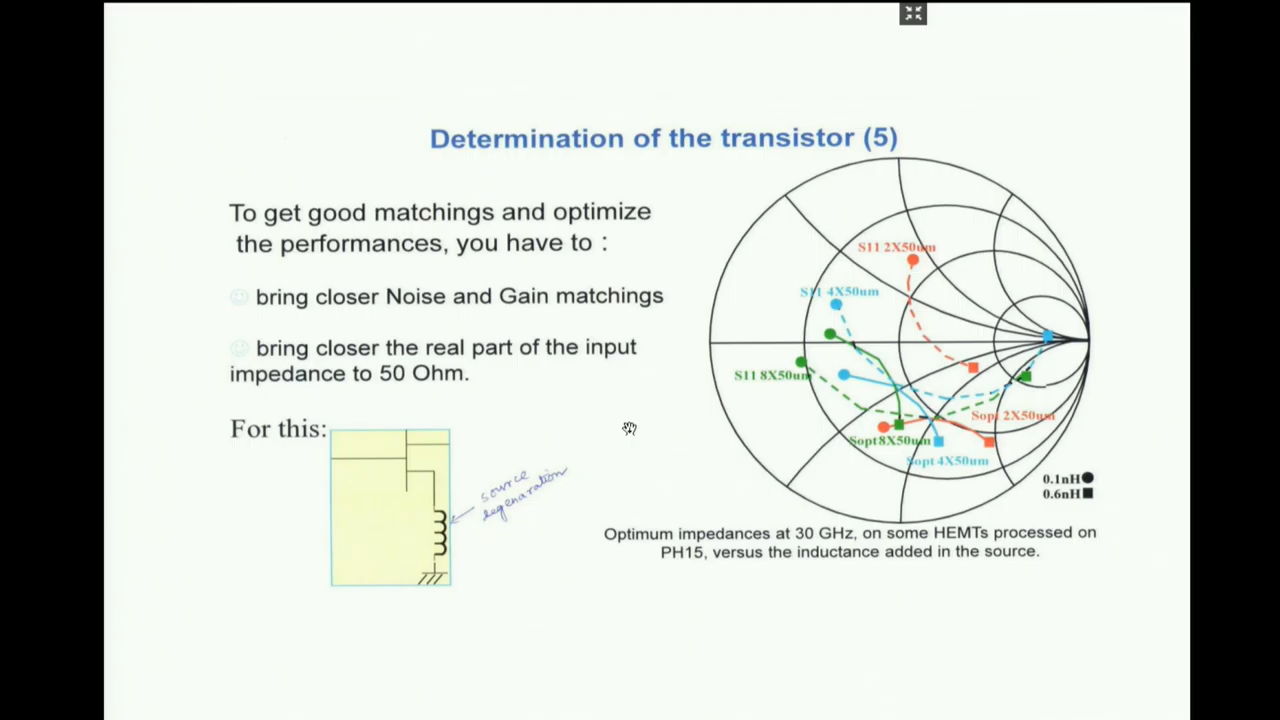 Determination of the transistor (5)
To get good matchings and optimize
the performances, you have to :
bring closer Noise and Gain matchings
bring closer the real part of the input
impedance to 50 Ohm.
For this:
source
degenaration
S11 2X50um
S11 4X50um
S11 8X50um
Sopt 2X50um
Sopt8X50um
Sopt 4X50um
0.1nH
0.6nH
Optimum impedances at 30 GHz, on some HEMTs processed on
PH15, versus the inductance added in the source.